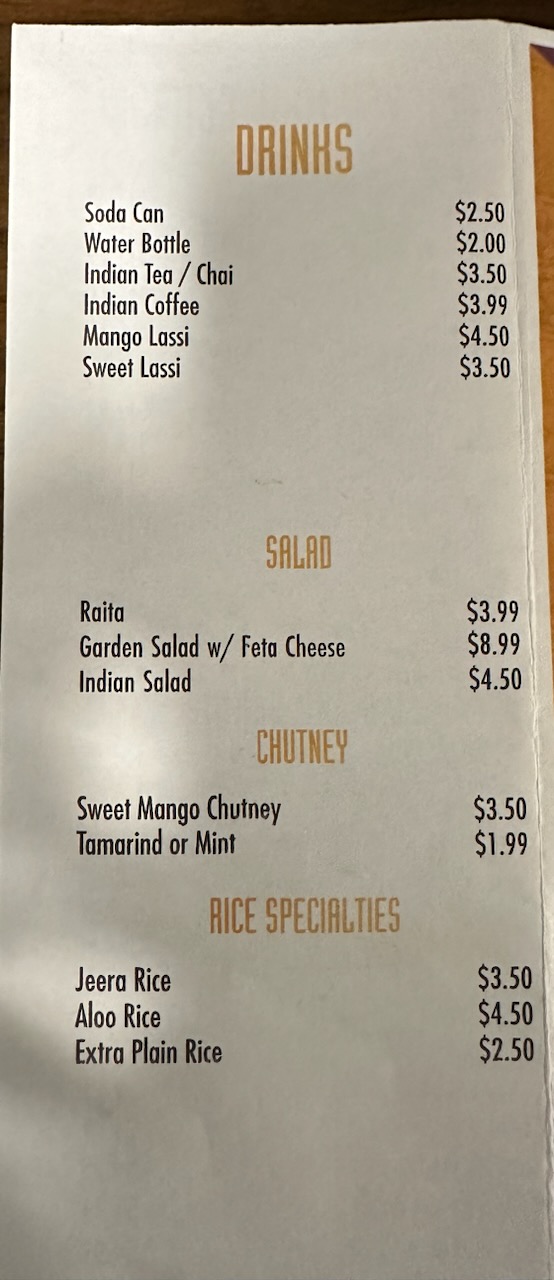 DRINKS
Soda Can $2.50
Water Bottle $2.00
Indian Tea / Chai $3.50
Indian Coffee $3.99
Mango Lassi $4.50
Sweet Lassi $3.50
SALAD
Raita $3.99
Garden Salad w/ Feta Cheese $8.99
Indian Salad $4.50
CHUTNEY
Sweet Mango Chutney $3.50
Tamarind or Mint $1.99
RICE SPECIALTIES
Jeera Rice $3.50
Aloo Rice $4.50
Extra Plain Rice $2.50